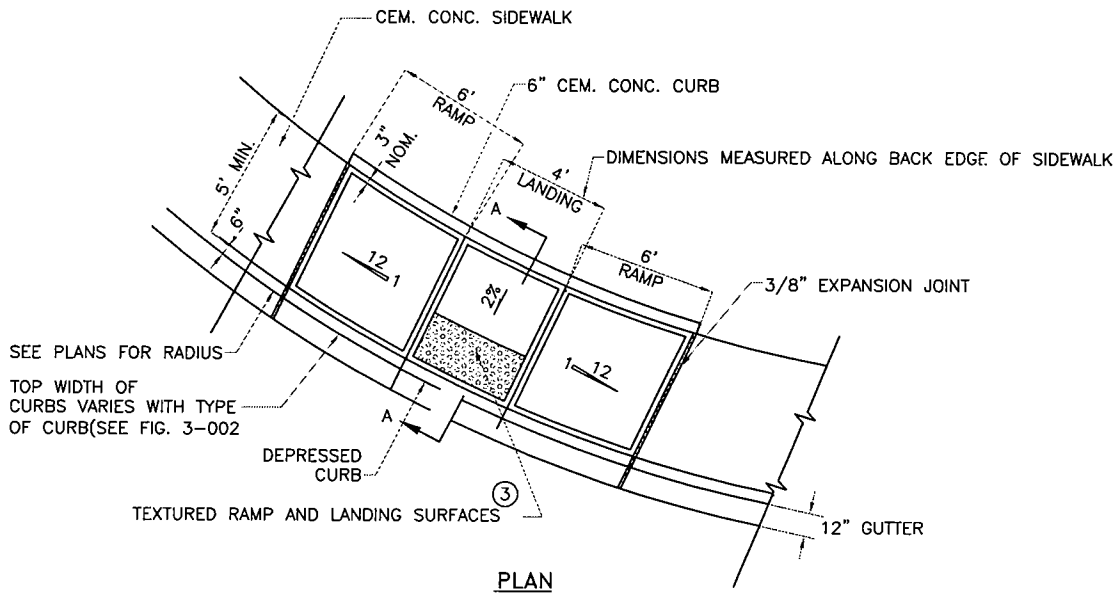 CEM. CONC. SIDEWALK
6'
RAMP
6" CEM. CONC. CURB
3"
NOM.
5' MIN.
6"
DIMENSIONS MEASURED ALONG BACK EDGE OF SIDEWALK
4'
LANDING
A
6'
RAMP
12
1
2%
3/8" EXPANSION JOINT
1
12
SEE PLANS FOR RADIUS
TOP WIDTH OF
CURBS VARIES WITH TYPE
OF CURB(SEE FIG. 3-002
A
DEPRESSED
CURB
3
TEXTURED RAMP AND LANDING SURFACES
12" GUTTER
PLAN